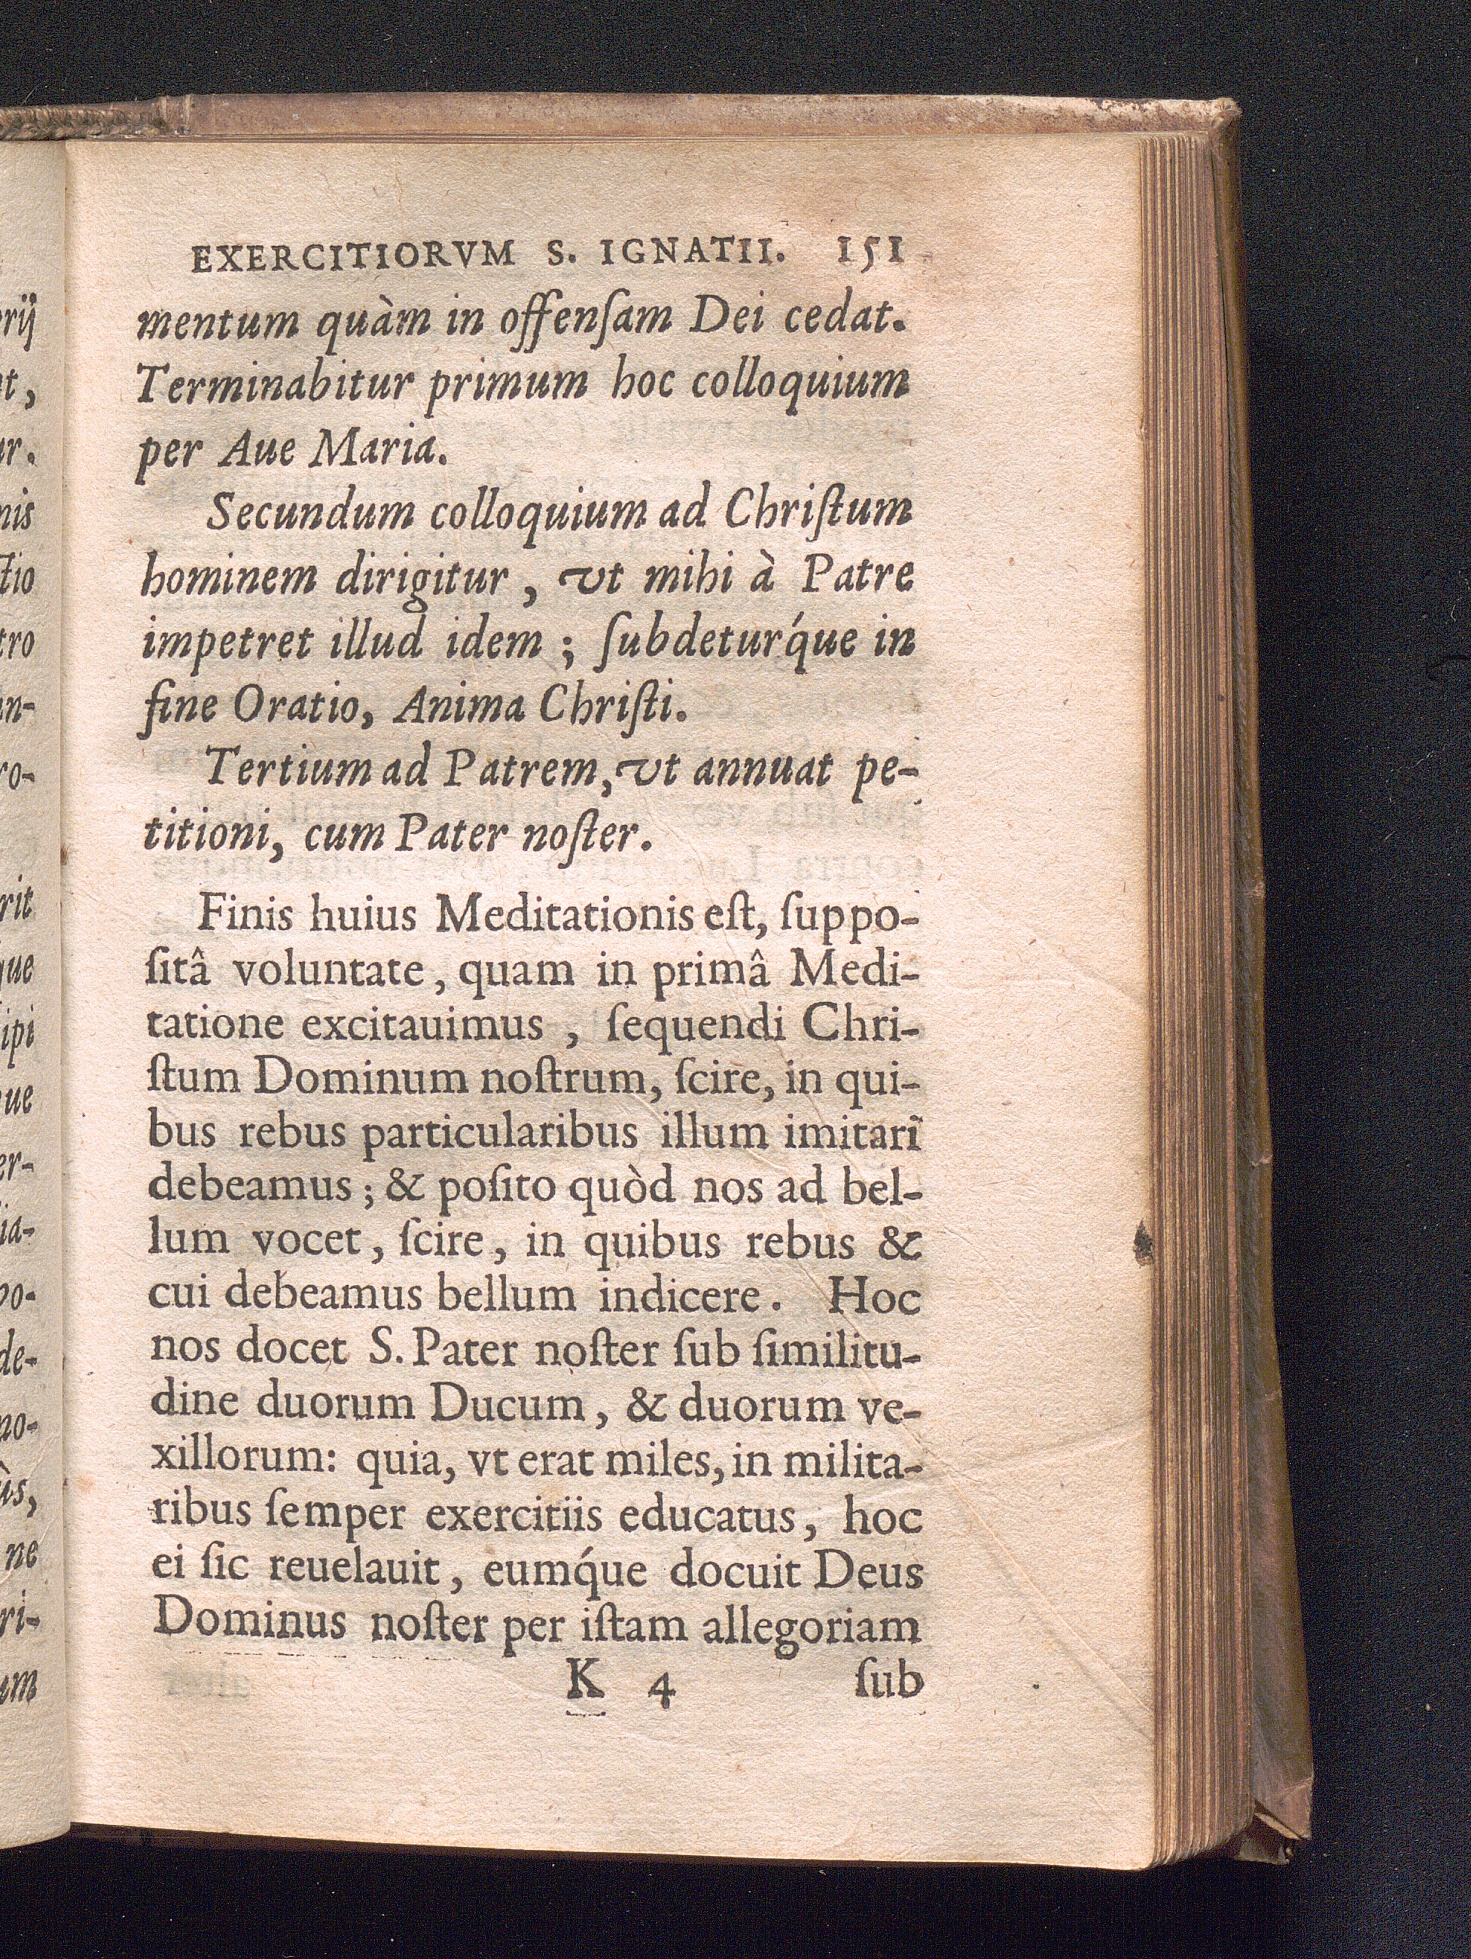 EXERCITIORVM S. IGNATII. 151
mentum quàm in offenſam Dei cedat.
Terminabitur primum hoc colloquium
per Aue Maria.
Secundum colloquium ad Chriſtum
hominem dirigitur, vt mihi à Patre
impetret illud idem; ſubdeturq́ue in
fine Oratio, Anima Chriſti.
Tertium ad Patrem, vt annuat pe-
titioni, cum Pater noſter.
Finis huius Meditationis eſt, ſuppo-
ſitâ voluntate, quam in primâ Medi-
tatione excitauimus, ſequendi Chri-
ſtum Dominum noſtrum, ſcire, in qui-
bus rebus particularibus illum imitari
debeamus; & poſito quòd nos ad bel-
lum vocet, ſcire, in quibus rebus &
cui debeamus bellum indicere. Hoc
nos docet S. Pater noſter ſub ſimilitu-
dine duorum Ducum, & duorum ve-
xillorum: quia, vt erat miles, in milita-
ribus ſemper exercitiis educatus, hoc
ei ſic reuelauit, eumq́ue docuit Deus
Dominus noſter per iſtam allegoriam
K 4 ſub